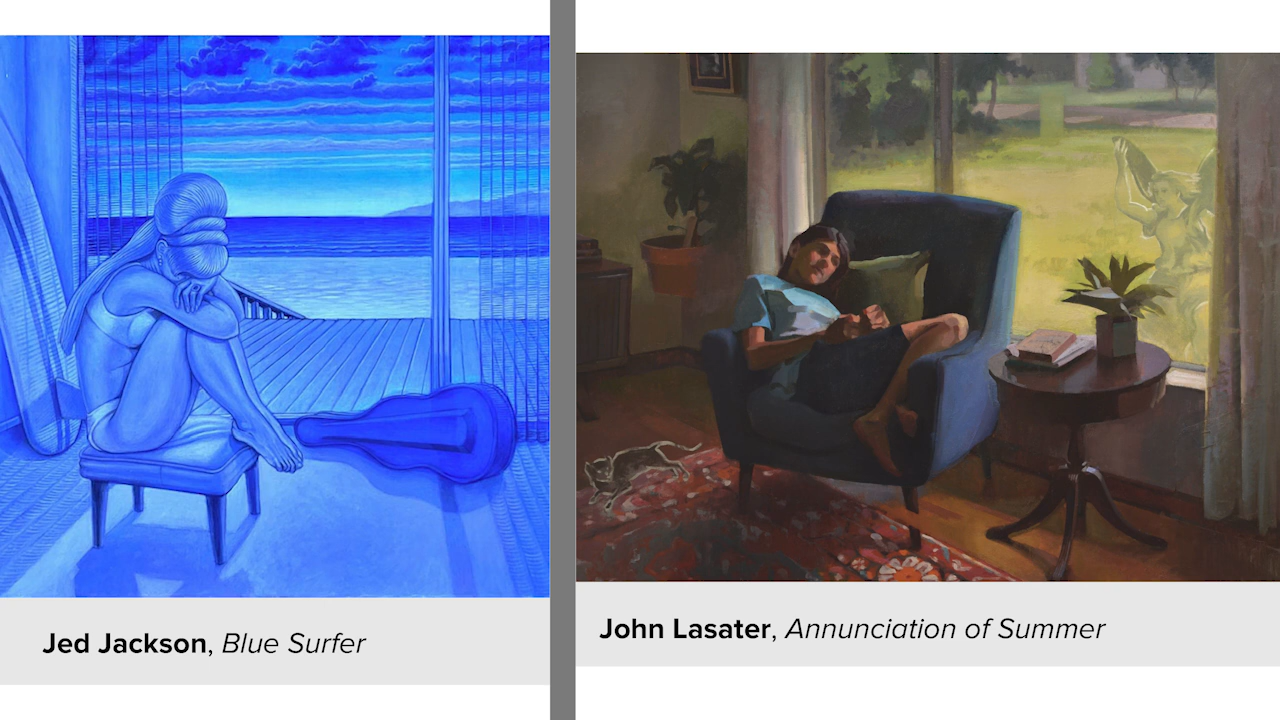 Jed Jackson, Blue Surfer
John Lasater, Annunciation of Summer